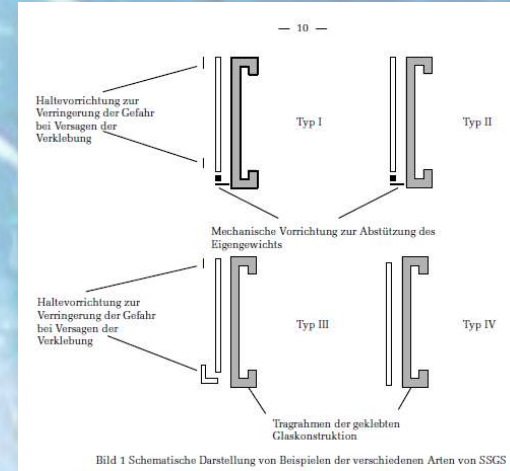 — 10 —
Haltevorrichtung zur
Verringerung der Gefahr
bei Versagen der
Verklebung
Typ I
Typ II
Mechanische Vorrichtung zur Abstützung des
Eigengewichts
Haltevorrichtung zur
Verringerung der Gefahr
bei Versagen der
Verklebung
Typ III
Typ IV
Tragrahmen der geklebten
Glaskonstruktion
Bild 1 Schematische Darstellung von Beispielen der verschiedenen Arten von SSGS